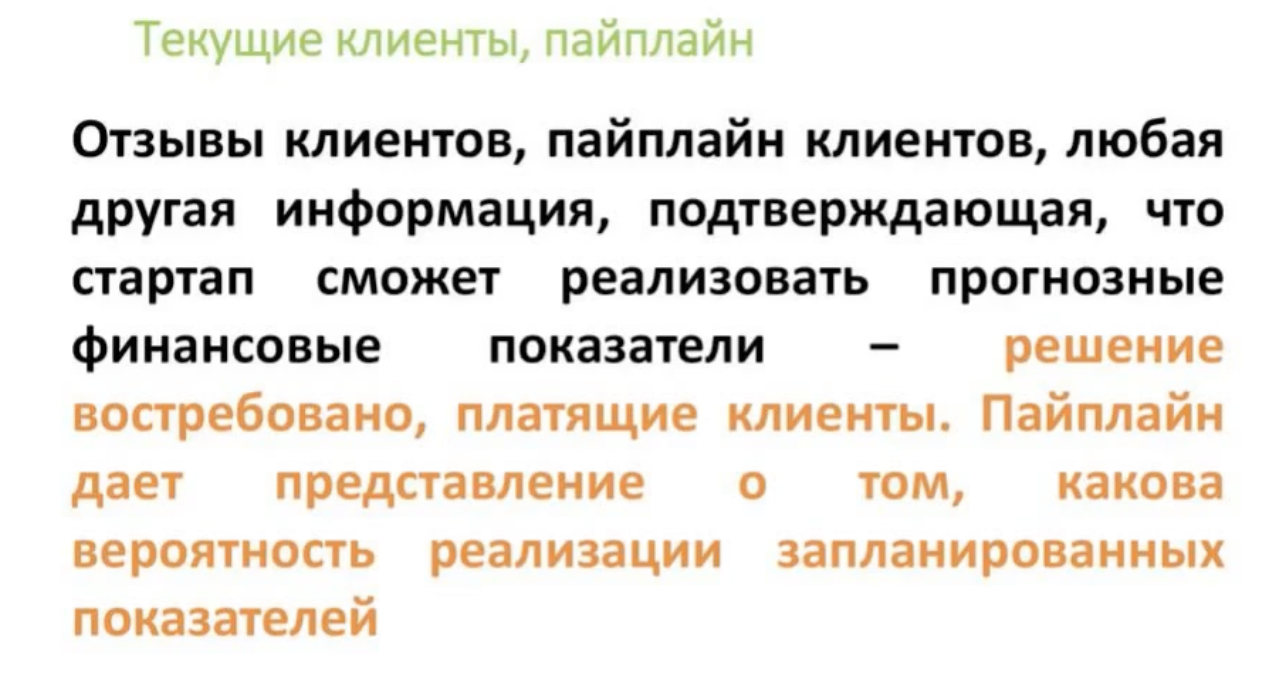 Текущие клиенты, пайплайн
Отзывы клиентов, пайплайн клиентов, любая
другая информация, подтверждающая, что
стартап сможет реализовать прогнозные
финансовые показатели – решение
востребовано, платящие клиенты. Пайплайн
дает представление о том, какова
вероятность реализации запланированных
показателей